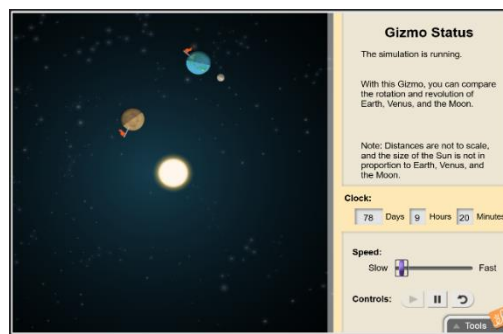 Gizmo Status
The simulation is running.
With this Gizmo, you can compare
the rotation and revolution of
Earth, Venus, and the Moon.
Note: Distances are not to scale,
and the size of the Sun is not in
proportion to Earth, Venus, and
the Moon.
Clock:
78 Days 9 Hours 20 Minutes
Speed:
Slow Fast
Controls:
Tools